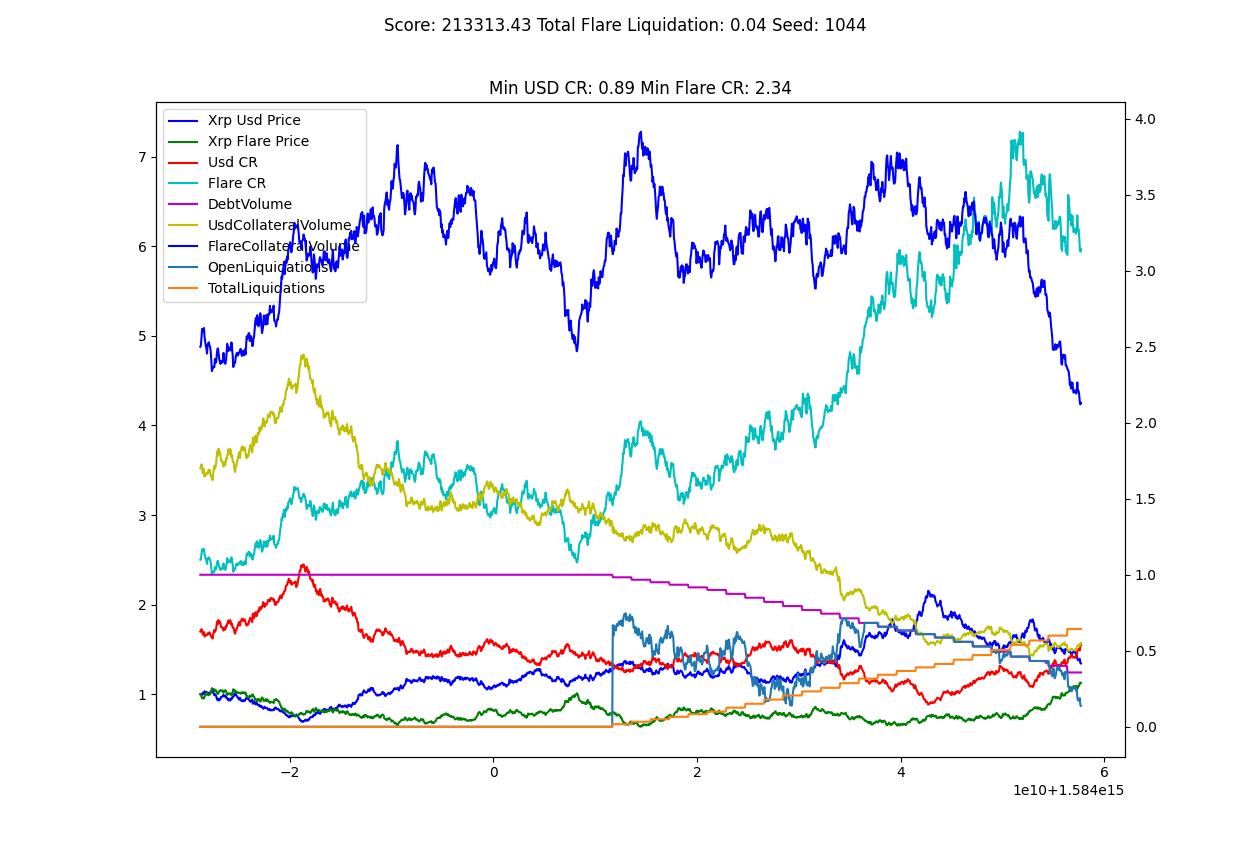 Score: 213313.43 Total Flare Liquidation: 0.04 Seed: 1044
Min USD CR: 0.89 Min Flare CR: 2.34
Xrp Usd Price
Xrp Flare Price
Usd CR
Flare CR
DebtVolume
UsdCollateralVolume
FlareCollateralVolume
OpenLiquidations
TotalLiquidations
7
6
5
4
3
2
1
4.0
3.5
3.0
2.5
2.0
1.5
1.0
0.5
0.0
−2 0 2 4 6
1e10+1.584e15